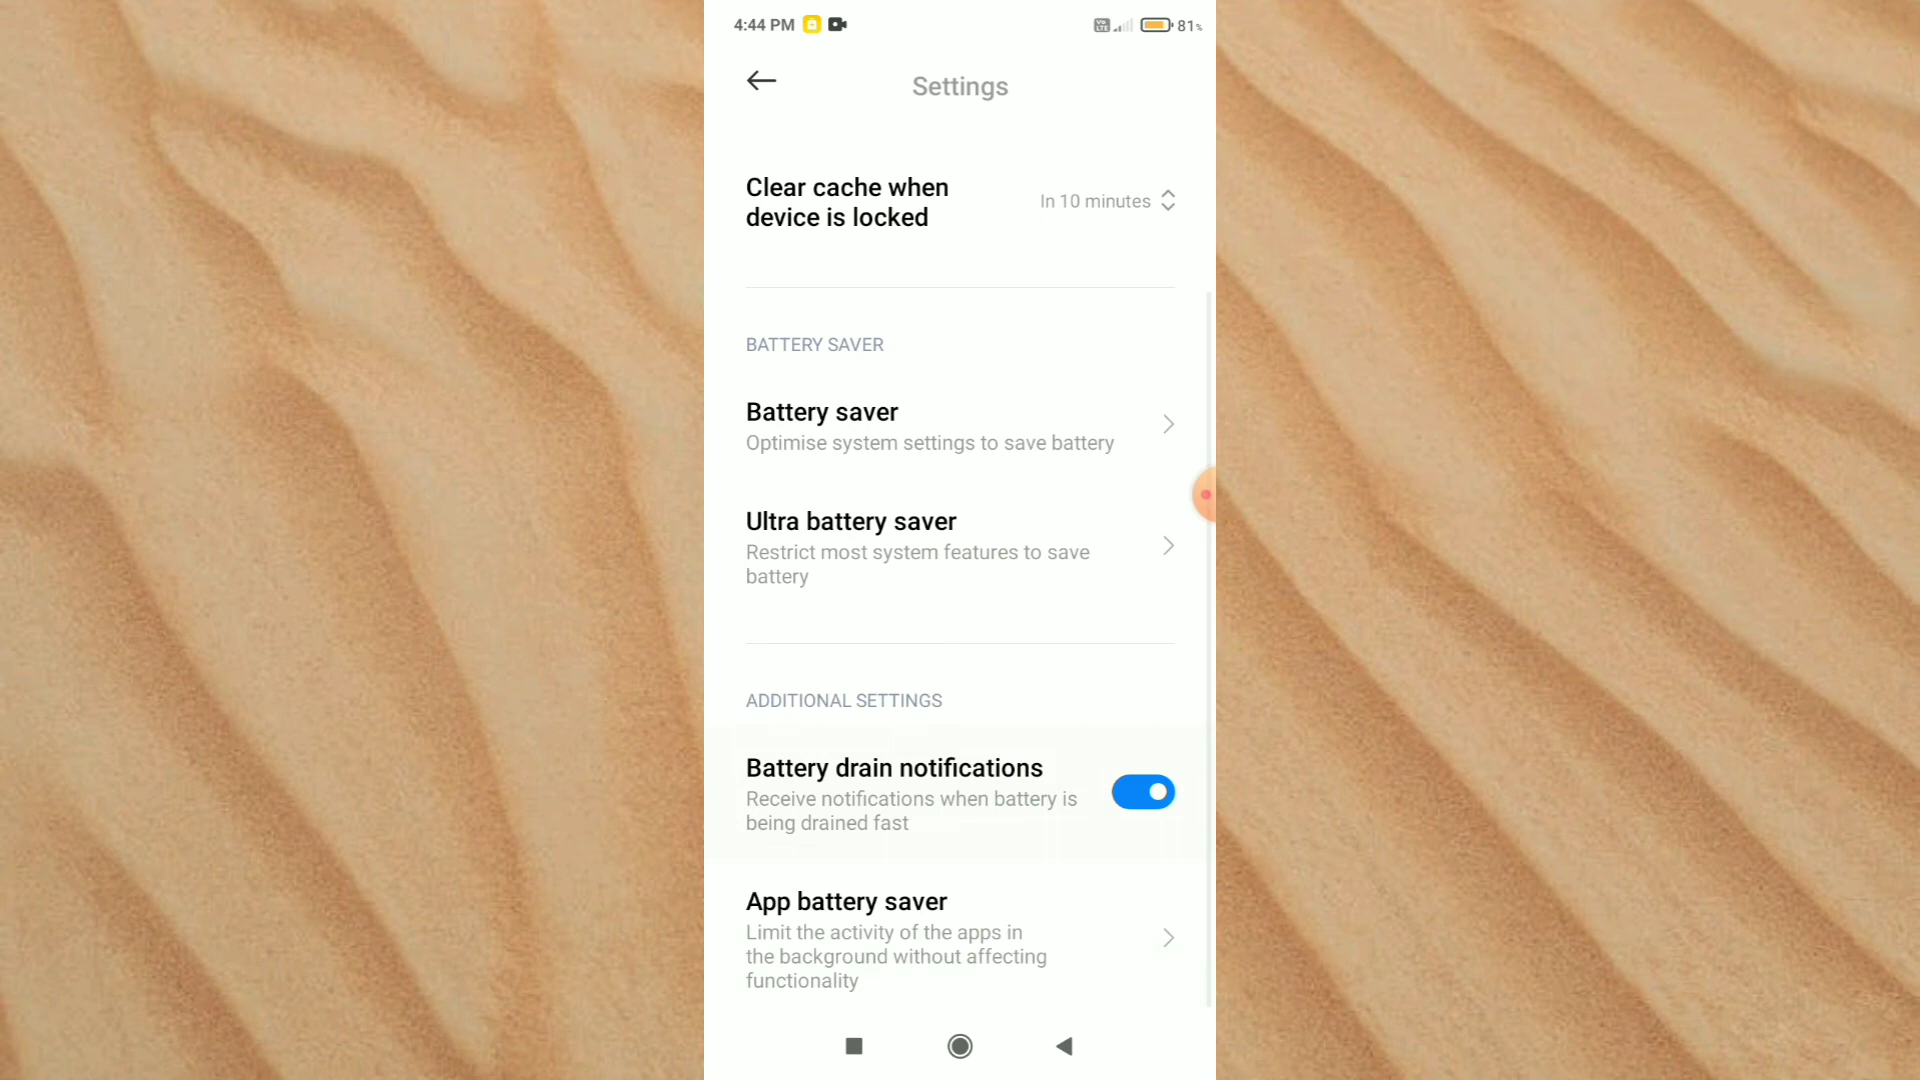 4:44 PM
Vo LTE
81%
Settings
Clear cache when
device is locked
In 10 minutes
BATTERY SAVER
Battery saver
Optimise system settings to save battery
Ultra battery saver
Restrict most system features to save
battery
ADDITIONAL SETTINGS
Battery drain notifications
Receive notifications when battery is
being drained fast
App battery saver
Limit the activity of the apps in
the background without affecting
functionality